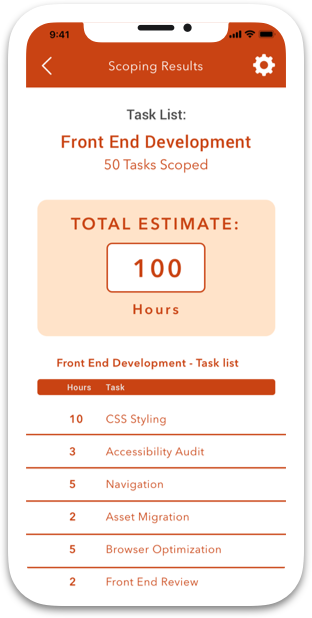 9:41
Scoping Results
Task List:
Front End Development
50 Tasks Scoped
TOTAL ESTIMATE:
100
Hours
Front End Development - Task list
Hours Task
10 CSS Styling
3 Accessibility Audit
5 Navigation
2 Asset Migration
5 Browser Optimization
2 Front End Review